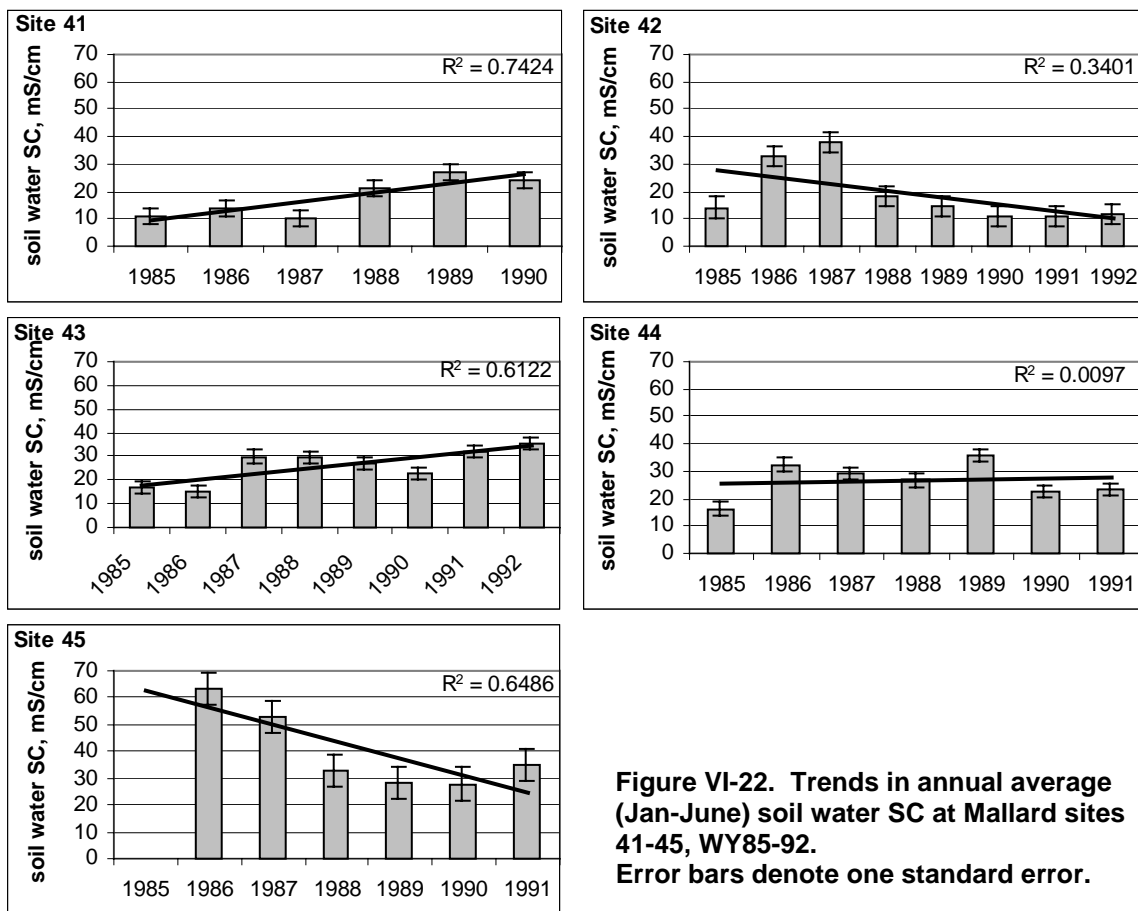 Site 41
soil water SC, mS/cm
70
60
50
40
30
20
10
0
R² = 0.7424
1985 1986 1987 1988 1989 1990
Site 42
soil water SC, mS/cm
70
60
50
40
30
20
10
0
R² = 0.3401
1985 1986 1987 1988 1989 1990 1991 1992
Site 43
soil water SC, mS/cm
70
60
50
40
30
20
10
0
R² = 0.6122
1985 1986 1987 1988 1989 1990 1991 1992
Site 44
soil water SC, mS/cm
70
60
50
40
30
20
10
0
R² = 0.0097
1985 1986 1987 1988 1989 1990 1991
Site 45
soil water SC, mS/cm
70
60
50
40
30
20
10
0
R² = 0.6486
1985 1986 1987 1988 1989 1990 1991
Figure VI-22. Trends in annual average
(Jan-June) soil water SC at Mallard sites
41-45, WY85-92.
Error bars denote one standard error.